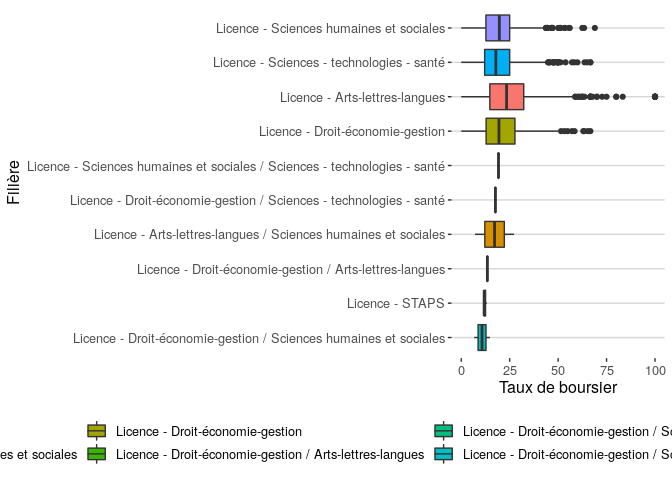 Licence - Sciences humaines et sociales
Licence - Sciences - technologies - santé
Licence - Arts-lettres-langues
Licence - Droit-économie-gestion
Licence - Sciences humaines et sociales / Sciences - technologies - santé
Licence - Droit-économie-gestion / Sciences - technologies - santé
Licence - Arts-lettres-langues / Sciences humaines et sociales
Licence - Droit-économie-gestion / Arts-lettres-langues
Licence - STAPS
Licence - Droit-économie-gestion / Sciences humaines et sociales
Filière
0 25 50 75 100
Taux de boursier
Licence - Droit-économie-gestion
Licence - Droit-économie-gestion / Sc
es et sociales
Licence - Droit-économie-gestion / Arts-lettres-langues
Licence - Droit-économie-gestion / Sc